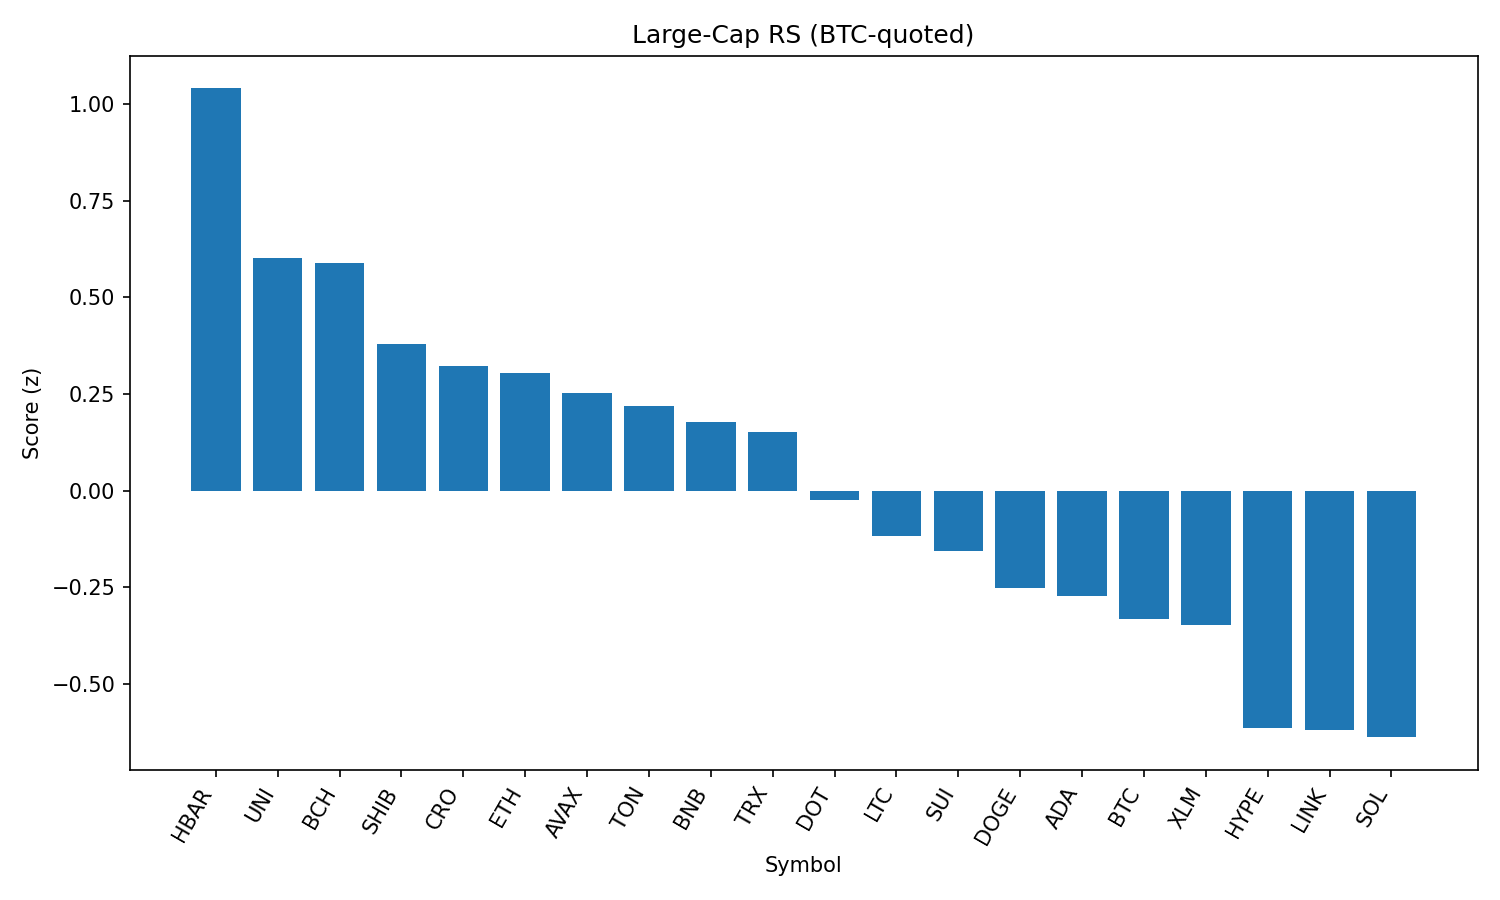 Large-Cap RS (BTC-quoted)
Score (z)
1.00
0.75
0.50
0.25
0.00
−0.25
−0.50
HBAR
UNI
BCH
SHIB
CRO
ETH
AVAX
TON
BNB
TRX
DOT
LTC
SUI
DOGE
ADA
BTC
XLM
HYPE
LINK
SOL
Symbol